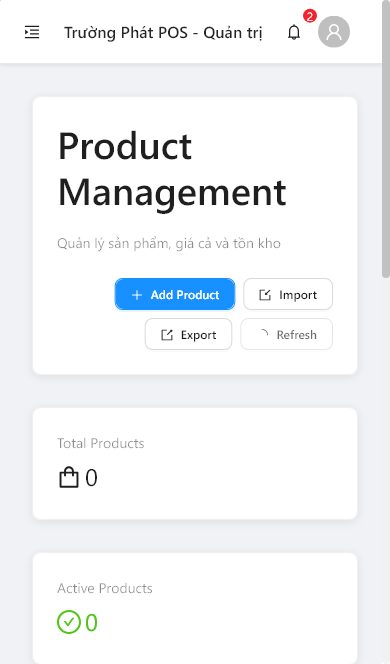 Trường Phát POS - Quản trị
2
Product
Management
Quản lý sản phẩm, giá cả và tồn kho
Add Product
Import
Export
Refresh
Total Products
0
Active Products
0